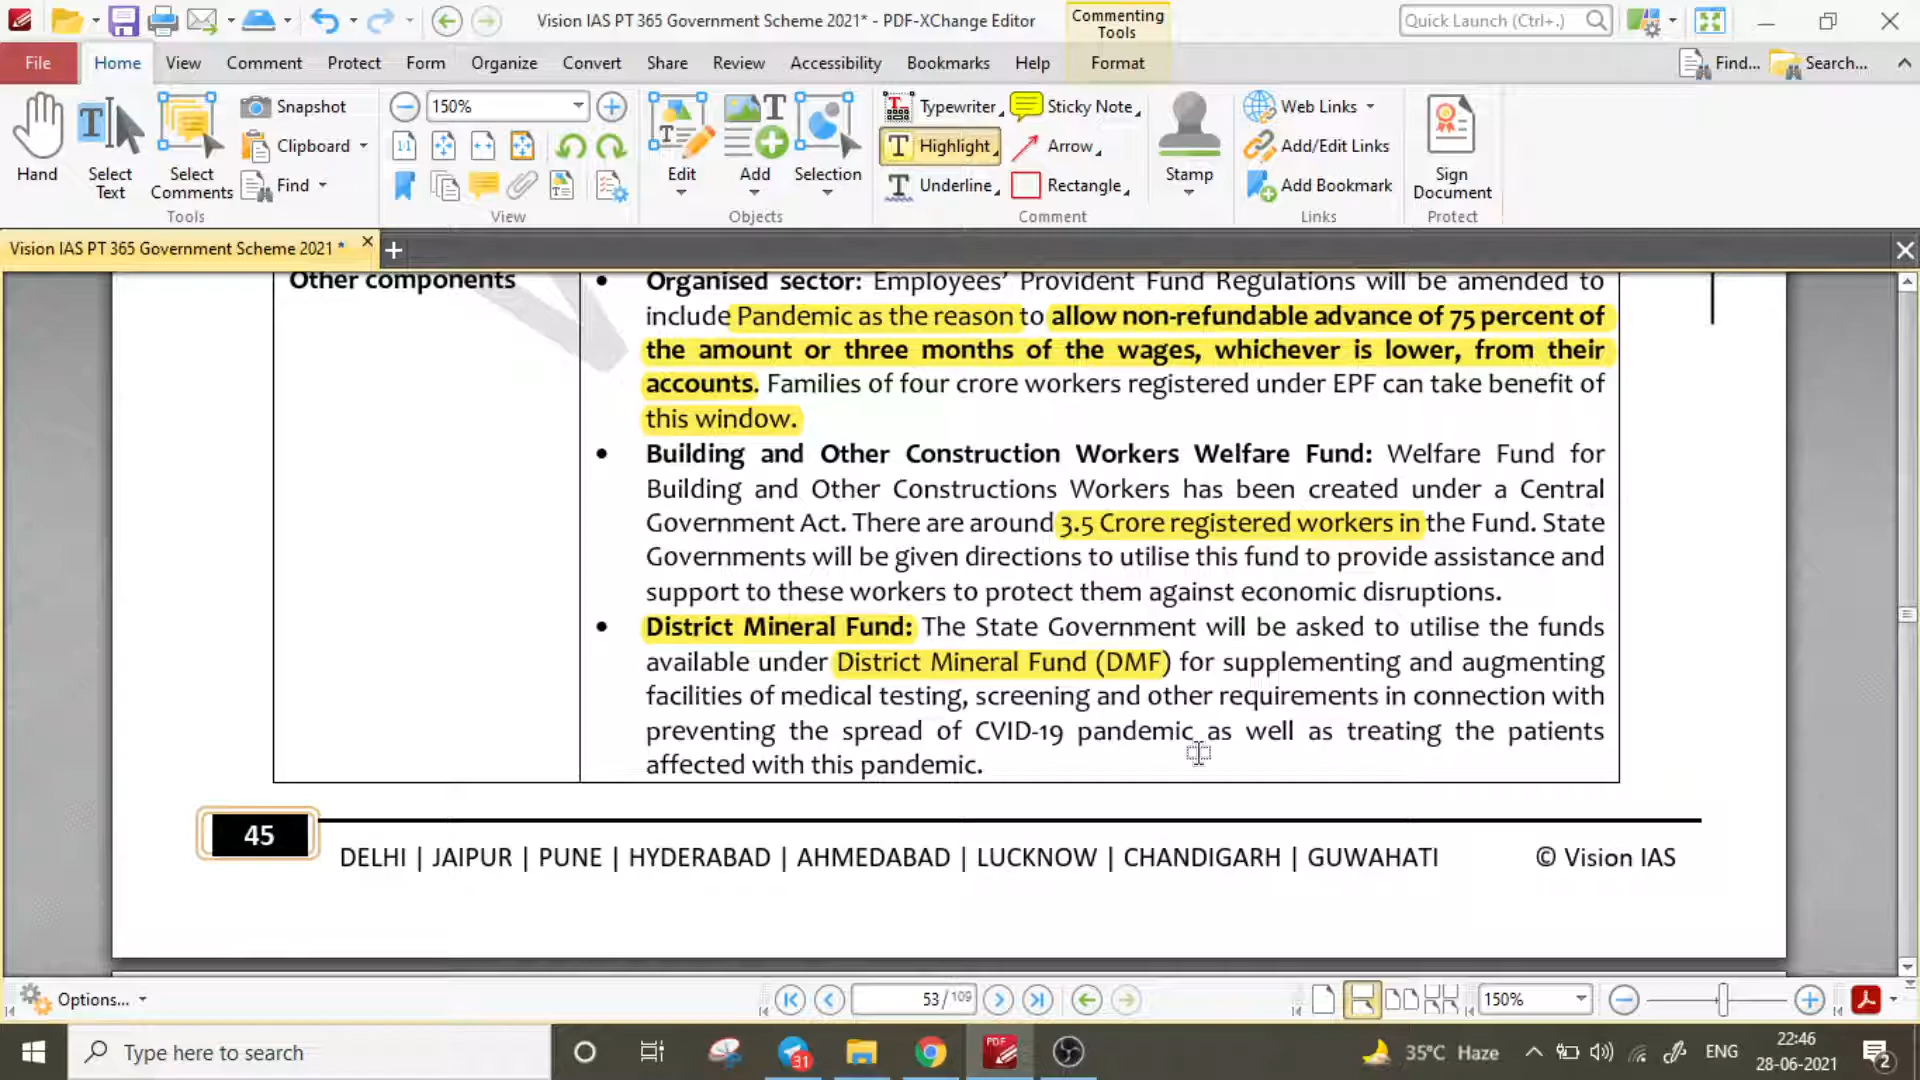 Vision IAS PT 365 Government Scheme 2021* - PDF-XChange Editor
Commenting Tools
Quick Launch (Ctrl+.)
File
Home
View
Comment
Protect
Form
Organize
Convert
Share
Review
Accessibility
Bookmarks
Help
Format
Find...
Search...
Hand
Select Text
Select Comments
Snapshot
Clipboard
Find
Tools
150%
View
Edit
Add
Selection
Objects
Typewriter
Highlight
Underline
Sticky Note
Arrow
Rectangle
Comment
Stamp
Web Links
Add/Edit Links
Add Bookmark
Links
Sign Document
Protect
Vision IAS PT 365 Government Scheme 2021 *
Other components
• Organised sector: Employees’ Provident Fund Regulations will be amended to
include Pandemic as the reason to allow non-refundable advance of 75 percent of
the amount or three months of the wages, whichever is lower, from their
accounts. Families of four crore workers registered under EPF can take benefit of
this window.
• Building and Other Construction Workers Welfare Fund: Welfare Fund for
Building and Other Constructions Workers has been created under a Central
Government Act. There are around 3.5 Crore registered workers in the Fund. State
Governments will be given directions to utilise this fund to provide assistance and
support to these workers to protect them against economic disruptions.
• District Mineral Fund: The State Government will be asked to utilise the funds
available under District Mineral Fund (DMF) for supplementing and augmenting
facilities of medical testing, screening and other requirements in connection with
preventing the spread of CVID-19 pandemic as well as treating the patients
affected with this pandemic.
45
DELHI | JAIPUR | PUNE | HYDERABAD | AHMEDABAD | LUCKNOW | CHANDIGARH | GUWAHATI
© Vision IAS
Options...
53 / 109
150%
Type here to search
31
PDF
35°C Haze
ENG
22:46
28-06-2021
2